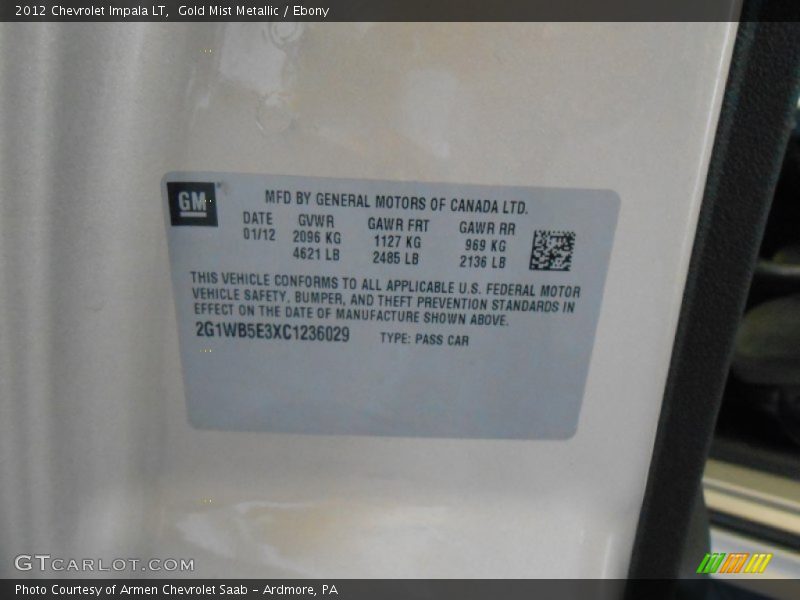 2012 Chevrolet Impala LT,  Gold Mist Metallic / Ebony
GM
MFD BY GENERAL MOTORS OF CANADA LTD.
DATE GVWR GAWR FRT GAWR RR
01/12 2096 KG 1127 KG 969 KG
4621 LB 2485 LB 2136 LB
THIS VEHICLE CONFORMS TO ALL APPLICABLE U.S. FEDERAL MOTOR
VEHICLE SAFETY, BUMPER, AND THEFT PREVENTION STANDARDS IN
EFFECT ON THE DATE OF MANUFACTURE SHOWN ABOVE.
2G1WB5E3XC1236029 TYPE: PASS CAR
GTCARLOT.COM
Photo Courtesy of Armen Chevrolet Saab - Ardmore, PA